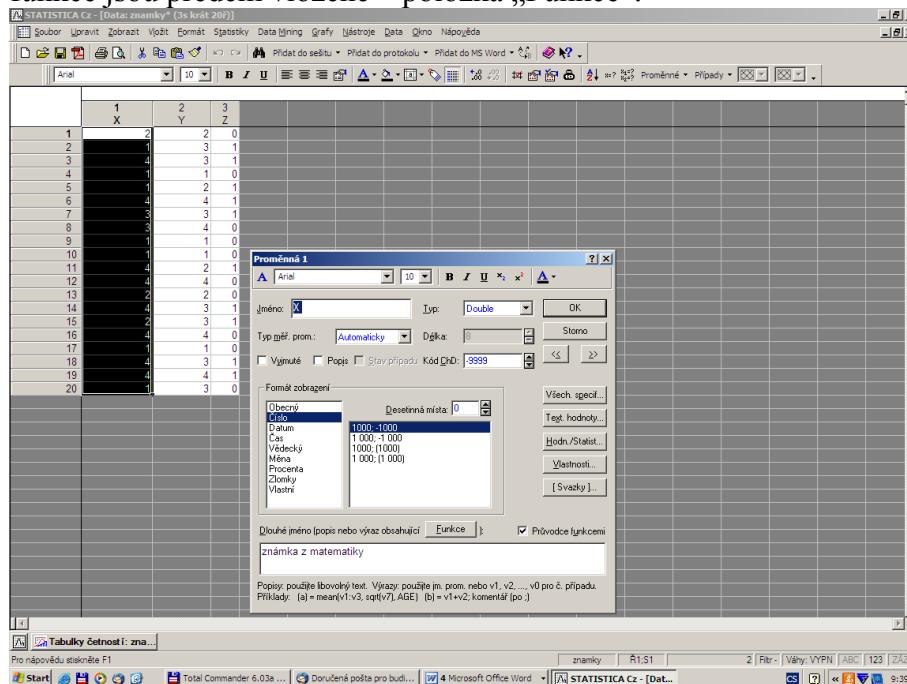 funkce jsou předem vložené – položka „Funkce“.
STATISTICA Cz - [Data: znamky* (3s krát 20ř)]
Soubor Upravit Zobrazit Vložit Formát Statistiky Data Mining Grafy Nástroje Data Okno Nápověda
Přidat do sešitu Přidat do protokolu Přidat do MS Word
Arial 10 B I U Proměnné Případy
1 2 3
X Y Z
1 2 2 0
2 1 3 1
3 4 3 1
4 1 1 0
5 1 2 1
6 4 4 1
7 3 3 1
8 3 4 0
9 1 1 0
10 1 1 0
11 4 2 1
12 4 4 0
13 2 2 0
14 4 3 1
15 2 3 1
16 4 4 0
17 1 1 0
18 4 3 1
19 4 4 1
20 1 3 0
Proměnná 1
A Arial 10 B I U x₂ x² A
Jméno: X Typ: Double OK
Typ měř. prom.: Automaticky Délka: 8 Storno
Vyjmuté Popis Stav případu Kód ChD: -9999 << >>
Formát zobrazení
Obecný
Číslo
Datum
Čas
Vědecký
Měna
Procenta
Zlomky
Vlastní
Desetinná místa: 0
1000; -1000
1 000; -1 000
1000; (1000)
1 000; (1 000)
Všech. specif...
Text. hodnoty...
Hodn./Statist...
Vlastnosti...
[ Svazky ]...
Dlouhé jméno (popis nebo výraz obsahující Funkce ): Průvodce funkcemi
známka z matematiky
Popisy: použijte libovolný text. Výrazy: použijte jm. prom. nebo v1, v2, ..., v0 pro č. případu.
Příklady: (a) = mean(v1:v3, sqrt(v7), AGE) (b) = v1+v2; komentář (po ;)
Tabulky četností: zna...
Pro nápovědu stiskněte F1 znamky Ř1;S1 2 Filtr - Váhy: VYPN ABC 123 ZÁZ
Start Total Commander 6.03a ... Doručená pošta pro budi... 4 Microsoft Office Word STATISTICA Cz - [Dat... CS 9:39